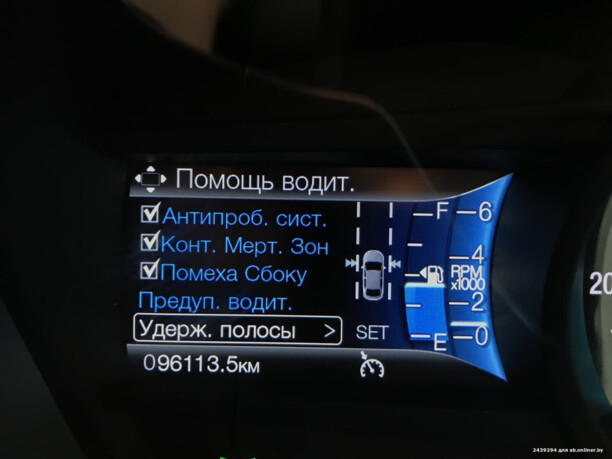 Помощь водит.
Антипроб. сист.
Конт. Мерт. Зон
Помеха Сбоку
Предуп. водит.
Удерж. полосы >
SET
096113.5км
F
E
6
4
RPM
x1000
2
0
20
2439294 для ab.onliner.by